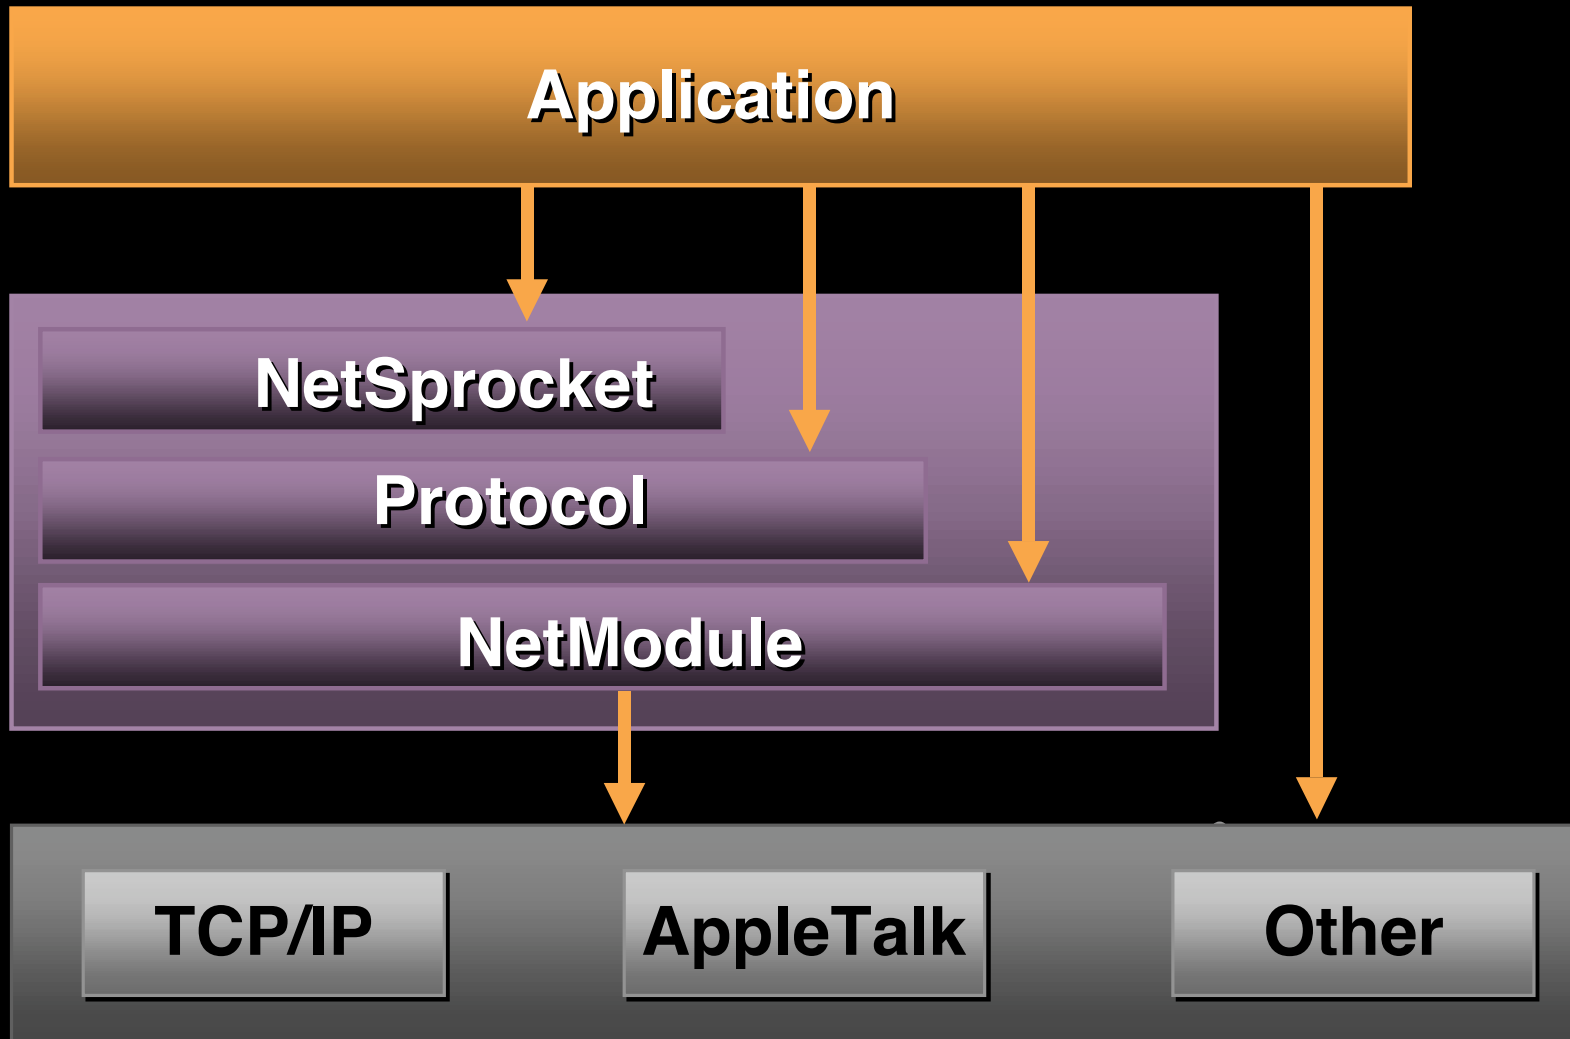 Application
NetSprocket
Protocol
NetModule
TCP/IP
AppleTalk
Other